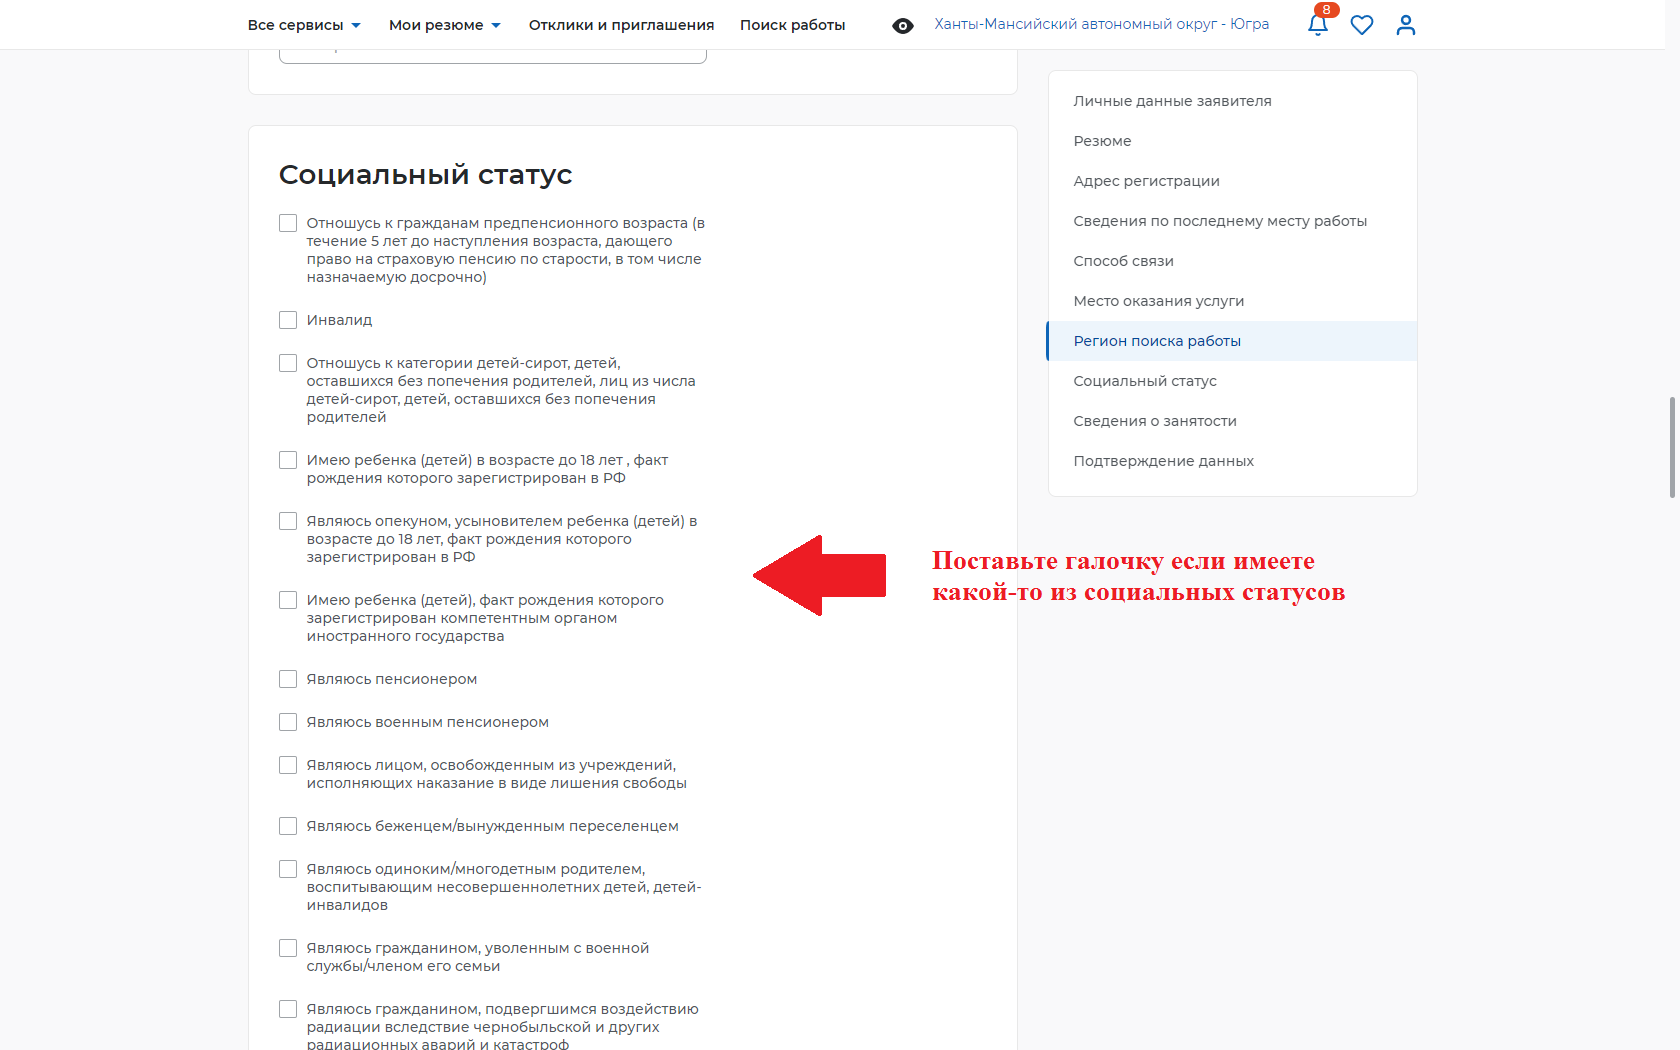 Все сервисы
Мои резюме
Отклики и приглашения
Поиск работы
Ханты-Мансийский автономный округ - Югра
8
Социальный статус
Отношусь к гражданам предпенсионного возраста (в
течение 5 лет до наступления возраста, дающего
право на страховую пенсию по старости, в том числе
назначаемую досрочно)
Инвалид
Отношусь к категории детей-сирот, детей,
оставшихся без попечения родителей, лиц из числа
детей-сирот, детей, оставшихся без попечения
родителей
Имею ребенка (детей) в возрасте до 18 лет , факт
рождения которого зарегистрирован в РФ
Являюсь опекуном, усыновителем ребенка (детей) в
возрасте до 18 лет, факт рождения которого
зарегистрирован в РФ
Имею ребенка (детей), факт рождения которого
зарегистрирован компетентным органом
иностранного государства
Являюсь пенсионером
Являюсь военным пенсионером
Являюсь лицом, освобожденным из учреждений,
исполняющих наказание в виде лишения свободы
Являюсь беженцем/вынужденным переселенцем
Являюсь одиноким/многодетным родителем,
воспитывающим несовершеннолетних детей, детей-
инвалидов
Являюсь гражданином, уволенным с военной
службы/членом его семьи
Являюсь гражданином, подвергшимся воздействию
радиации вследствие чернобыльской и других
радиационных аварий и катастроф
Личные данные заявителя
Резюме
Адрес регистрации
Сведения по последнему месту работы
Способ связи
Место оказания услуги
Регион поиска работы
Социальный статус
Сведения о занятости
Подтверждение данных
Поставьте галочку если имеете
какой-то из социальных статусов